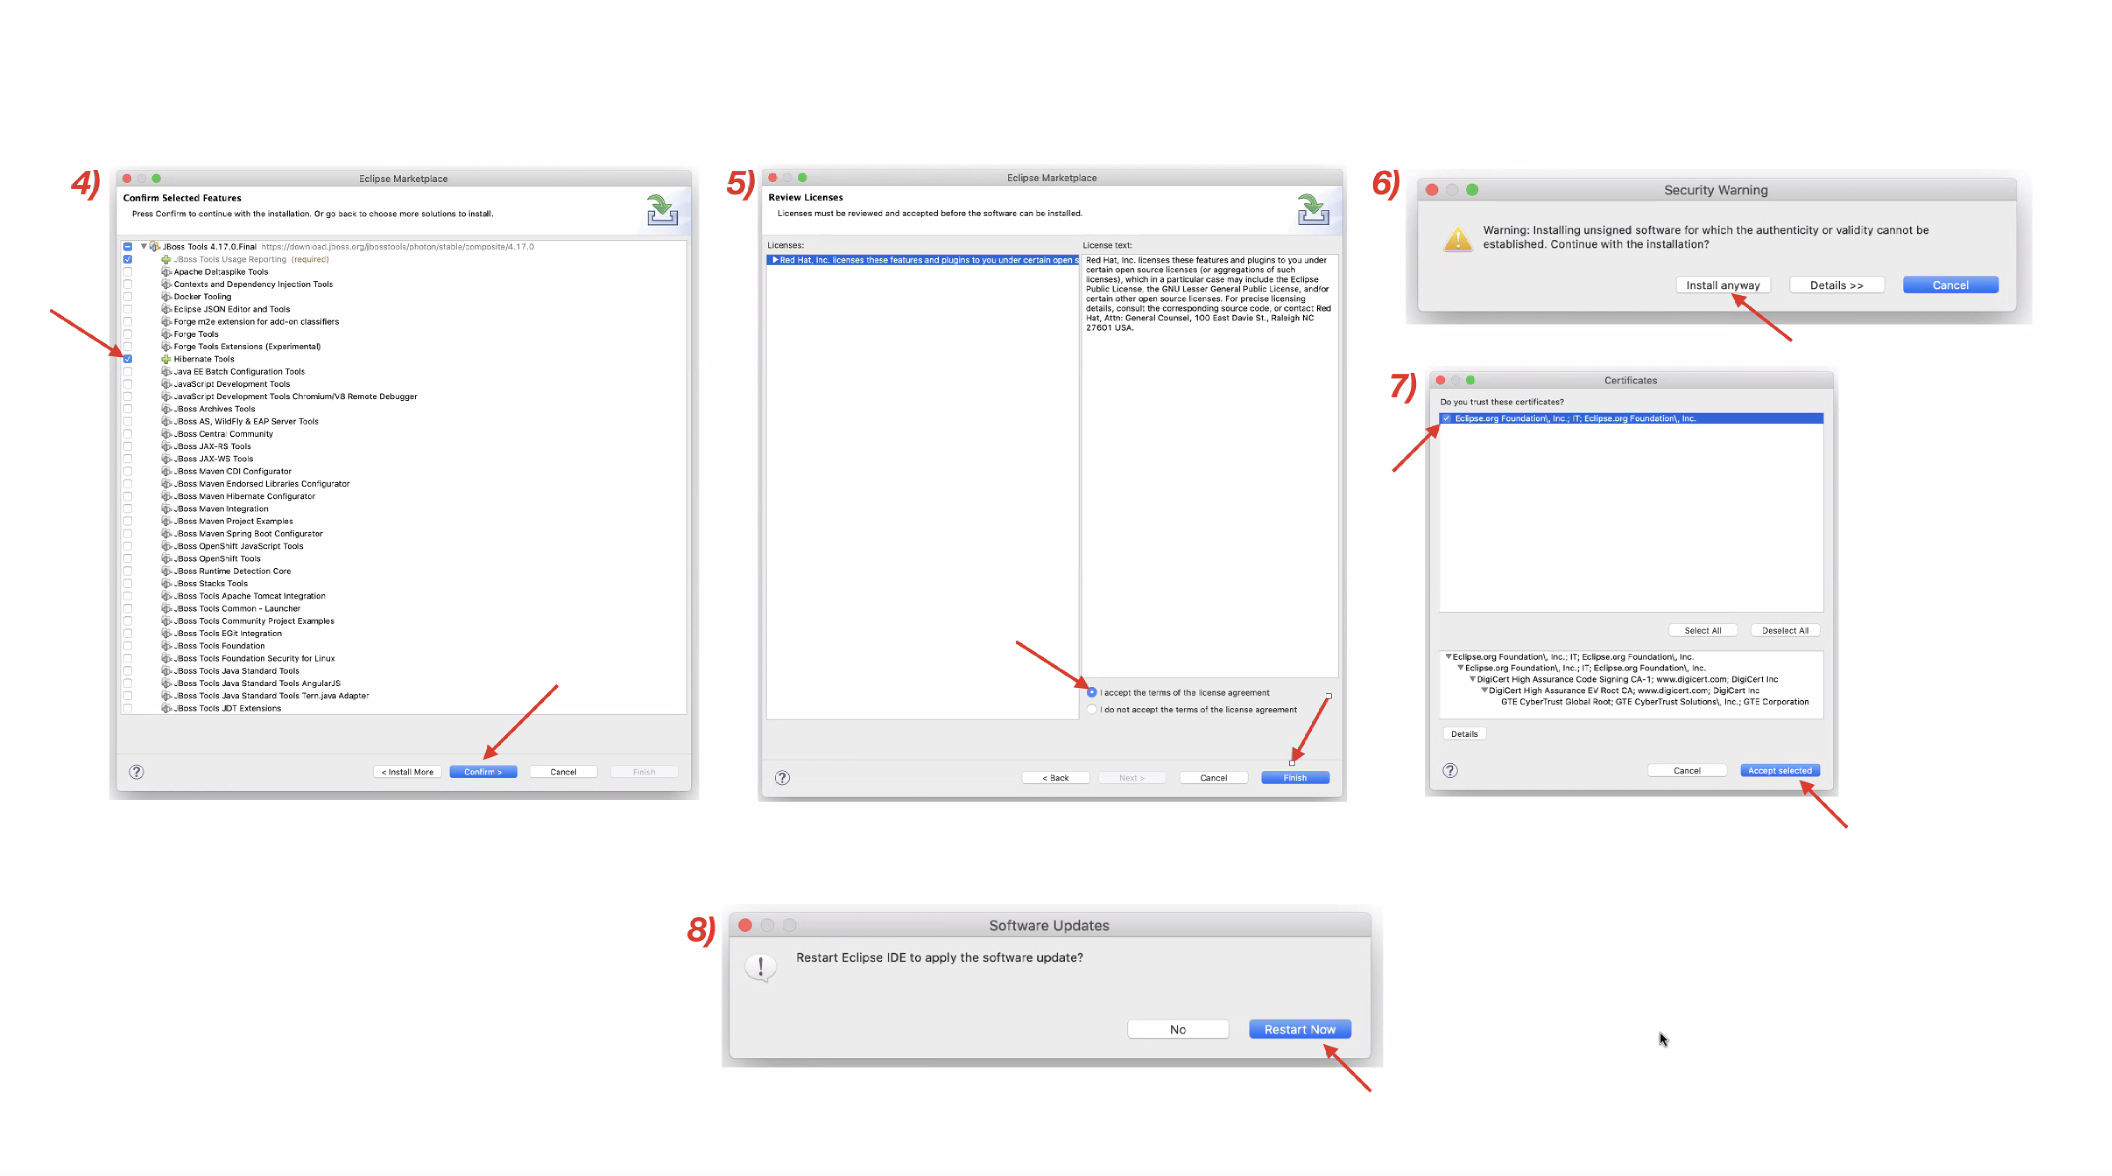 4)
Eclipse Marketplace
Confirm Selected Features
Press Confirm to continue with the installation. Or go back to choose more solutions to install.
JBoss Tools 4.17.0.Final https://download.jboss.org/jbosstools/photon/stable/composite/4.17.0
JBoss Tools Usage Reporting (required)
Apache Deltaspike Tools
Contexts and Dependency Injection Tools
Docker Tooling
Eclipse JSON Editor and Tools
Forge m2e extension for add-on classifiers
Forge Tools
Forge Tools Extensions (Experimental)
Hibernate Tools
Java EE Batch Configuration Tools
JavaScript Development Tools
JavaScript Development Tools Chromium/V8 Remote Debugger
JBoss Archives Tools
JBoss AS, WildFly & EAP Server Tools
JBoss Central Community
JBoss JAX-RS Tools
JBoss JAX-WS Tools
JBoss Maven CDI Configurator
JBoss Maven Endorsed Libraries Configurator
JBoss Maven Hibernate Configurator
JBoss Maven Integration
JBoss Maven Project Examples
JBoss Maven Spring Boot Configurator
JBoss OpenShift JavaScript Tools
JBoss OpenShift Tools
JBoss Runtime Detection Core
JBoss Stacks Tools
JBoss Tools Apache Tomcat Integration
JBoss Tools Common - Launcher
JBoss Tools Community Project Examples
JBoss Tools EGit Integration
JBoss Tools Foundation
JBoss Tools Foundation Security for Linux
JBoss Tools Java Standard Tools
JBoss Tools Java Standard Tools AngularJS
JBoss Tools Java Standard Tools Tern.java Adapter
JBoss Tools JDT Extensions
?
< Install More
Confirm >
Cancel
Finish
5)
Eclipse Marketplace
Review Licenses
Licenses must be reviewed and accepted before the software can be installed.
Licenses:
Red Hat, Inc. licenses these features and plugins to you under certain open s
License text:
Red Hat, Inc. licenses these features and plugins to you under
certain open source licenses (or aggregations of such
licenses), which in a particular case may include the Eclipse
Public License, the GNU Lesser General Public License, and/or
certain other open source licenses. For precise licensing
details, consult the corresponding source code, or contact Red
Hat, Attn: General Counsel, 100 East Davie St., Raleigh NC
27601 USA.
I accept the terms of the license agreement
I do not accept the terms of the license agreement
?
< Back
Next >
Cancel
Finish
6)
Security Warning
Warning: Installing unsigned software for which the authenticity or validity cannot be
established. Continue with the installation?
Install anyway
Details >>
Cancel
7)
Certificates
Do you trust these certificates?
Eclipse.org Foundation\, Inc.; IT; Eclipse.org Foundation\, Inc.
Select All
Deselect All
Eclipse.org Foundation\, Inc.; IT; Eclipse.org Foundation\, Inc.
Eclipse.org Foundation\, Inc.; IT; Eclipse.org Foundation\, Inc.
DigiCert High Assurance Code Signing CA-1; www.digicert.com; DigiCert Inc
DigiCert High Assurance EV Root CA; www.digicert.com; DigiCert Inc
GTE CyberTrust Global Root; GTE CyberTrust Solutions\, Inc.; GTE Corporation
Details
?
Cancel
Accept selected
8)
Software Updates
Restart Eclipse IDE to apply the software update?
No
Restart Now